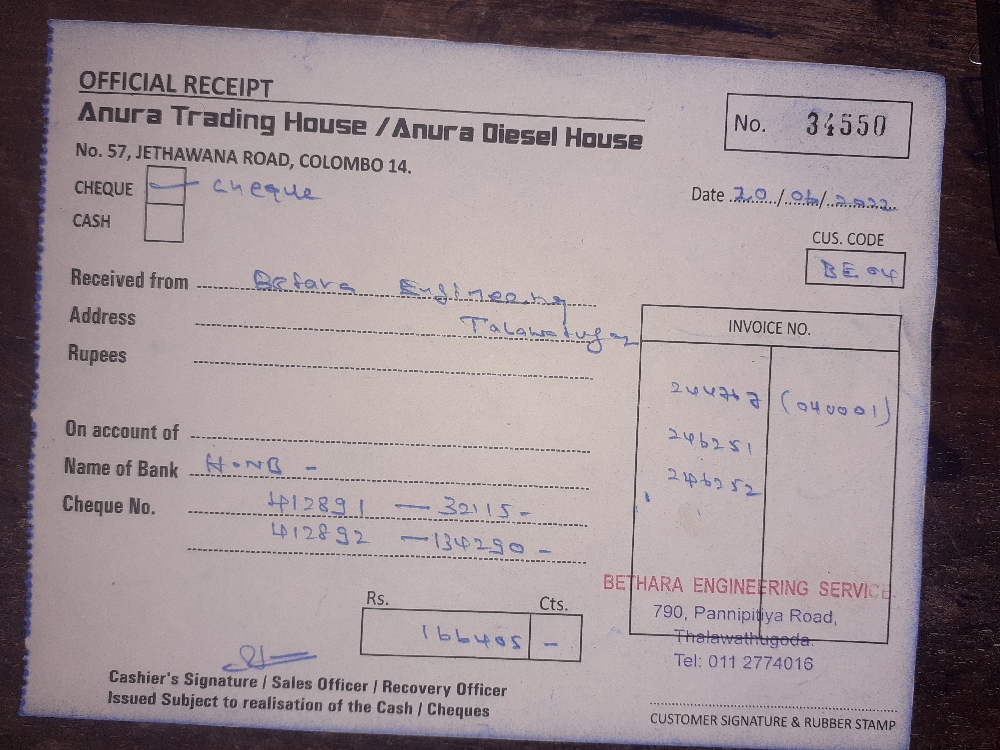 OFFICIAL RECEIPT
Anura Trading House / Anura Diesel House
No. 57, JETHAWANA ROAD, COLOMBO 14.
No. 34550
CHEQUE cheque
CASH
Date 20/06/2022
CUS. CODE
BE 04
Received from Betara Engineering
Address
Rupees
INVOICE NO.
244767 (040001)
246251
246252
On account of
Name of Bank H.NB -
Cheque No. 412891 — 32115 -
412892 — 134290 -
Rs. Cts.
166405 -
BETHARA ENGINEERING SERVICE
790, Pannipitiya Road,
Thalawathugoda.
Tel: 011 2774016
Cashier's Signature / Sales Officer / Recovery Officer
Issued Subject to realisation of the Cash / Cheques
CUSTOMER SIGNATURE & RUBBER STAMP